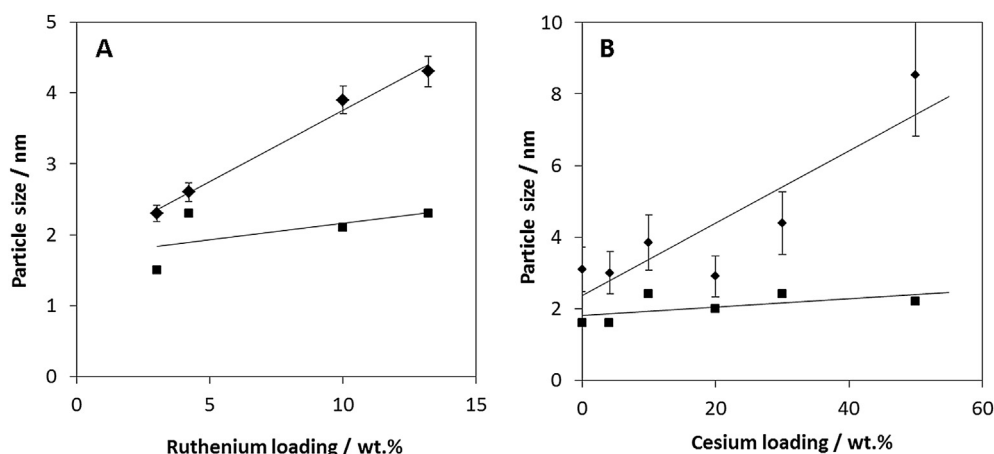 A
Particle size / nm
5
4
3
2
1
0
0 5 10 15
Ruthenium loading / wt.%
B
Particle size / nm
10
8
6
4
2
0
0 20 40 60
Cesium loading / wt.%